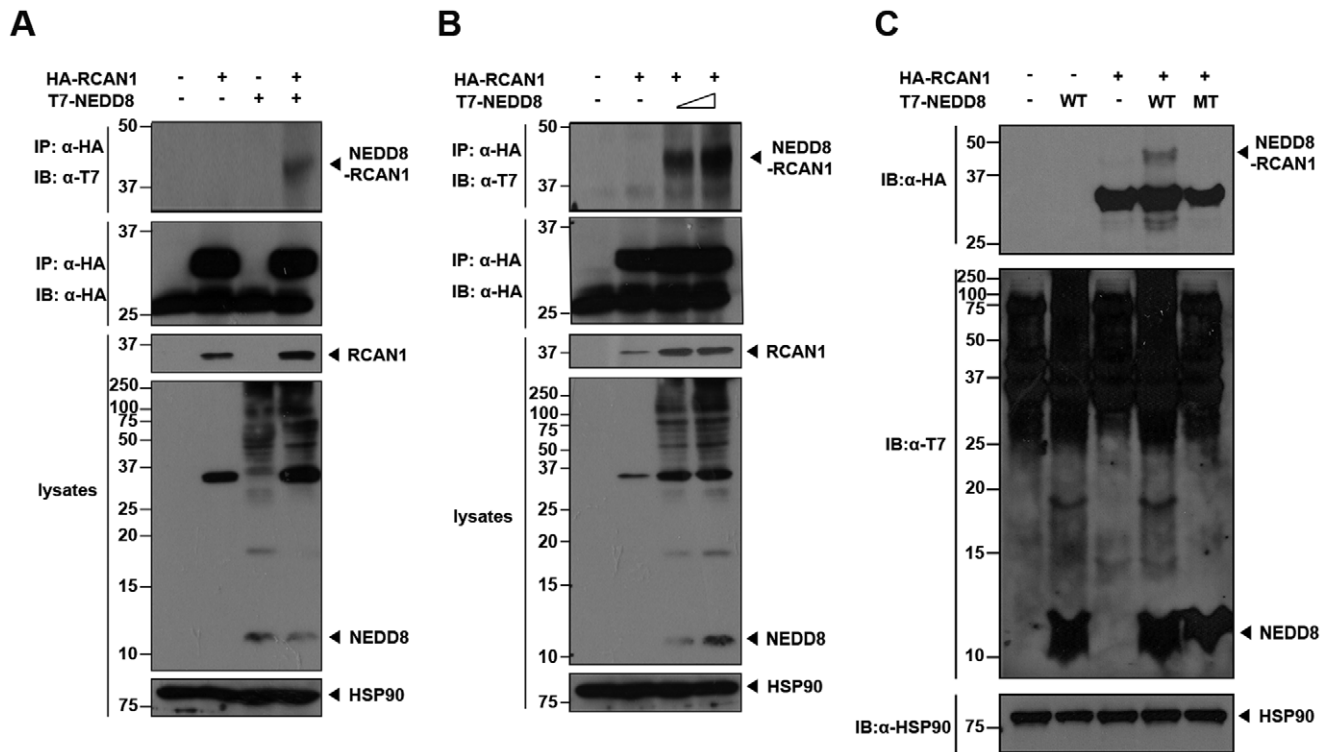 A
HA-RCAN1 - + - +
T7-NEDD8 - - + +
IP: α-HA
IB: α-T7
50
37
NEDD8
-RCAN1
IP: α-HA
IB: α-HA
37
25
37
RCAN1
lysates
250
100
75
50
37
25
20
15
10
NEDD8
75
HSP90
B
HA-RCAN1 - + + +
T7-NEDD8 - -
IP: α-HA
IB: α-T7
50
37
NEDD8
-RCAN1
IP: α-HA
IB: α-HA
37
25
37
RCAN1
lysates
250
100
75
50
37
25
20
15
10
NEDD8
75
HSP90
C
HA-RCAN1 - - + + +
T7-NEDD8 - WT - WT MT
IB:α-HA
50
37
25
NEDD8
-RCAN1
IB:α-T7
250
100
75
50
37
25
20
15
10
NEDD8
IB:α-HSP90
75
HSP90